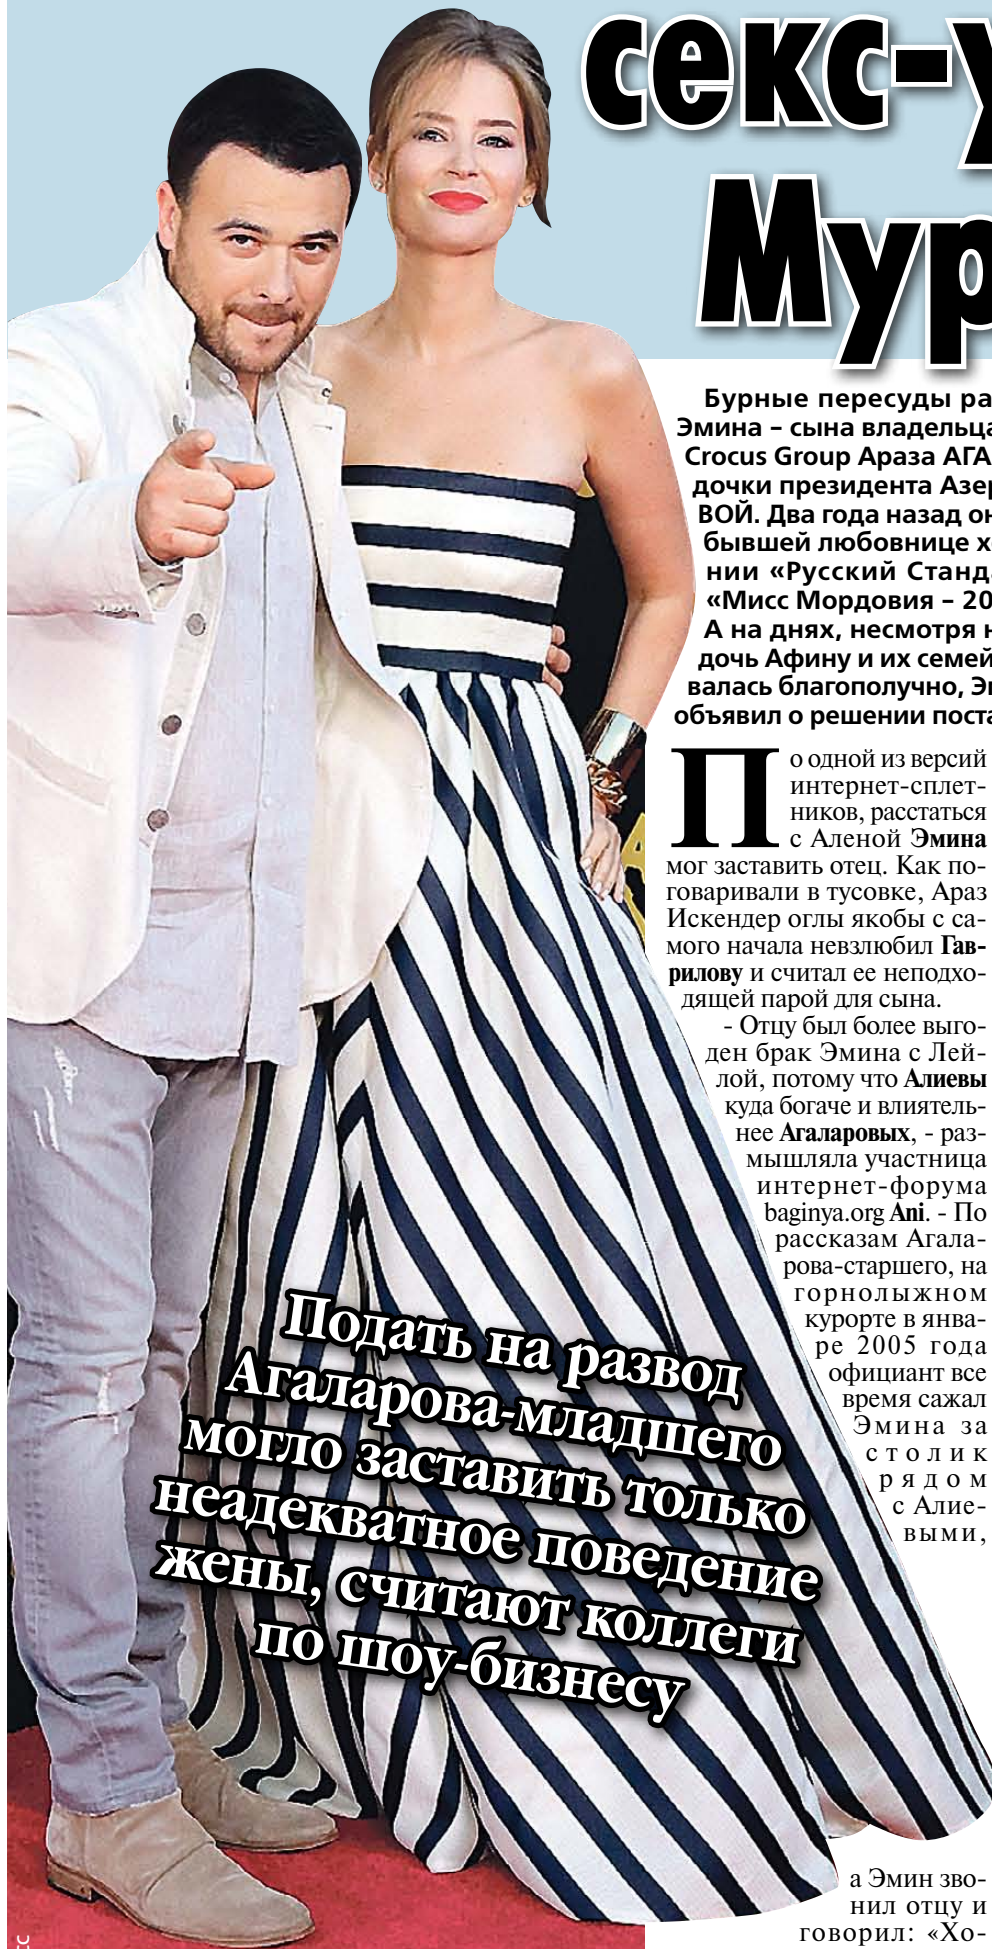 секс-у
Мур
Бурные пересуды ра
Эмина – сына владельца
Crocus Group Араза АГА
дочки президента Азер
ВОЙ. Два года назад он
бывшей любовнице х
нии «Русский Станд
«Мисс Мордовия – 20
А на днях, несмотря н
дочь Афину и их семей
валась благополучно, Эм
объявил о решении поста
По одной из версий
интернет-сплет-
ников, расстаться
с Аленой Эмина
мог заставить отец. Как по-
говаривали в тусовке, Араз
Искендер оглы якобы с са-
мого начала невзлюбил Гав-
рилову и считал ее неподхо-
дящей парой для сына.
- Отцу был более выго-
ден брак Эмина с Лей-
лой, потому что Алиевы
куда богаче и влиятель-
нее Агаларовых, - раз-
мышляла участница
интернет-форума
baginya.org Ani. - По
рассказам Агала-
рова-старшего, на
горнолыжном
курорте в янва-
ре 2005 года
официант все
время сажал
Эмина за
столик
рядом
с Алие-
выми,
а Эмин зво-
нил отцу и
говорил: «Хо-
Подать на развод
Агаларова-младшего
могло заставить только
неадекватное поведение
жены, считают коллеги
по шоу-бизнесу